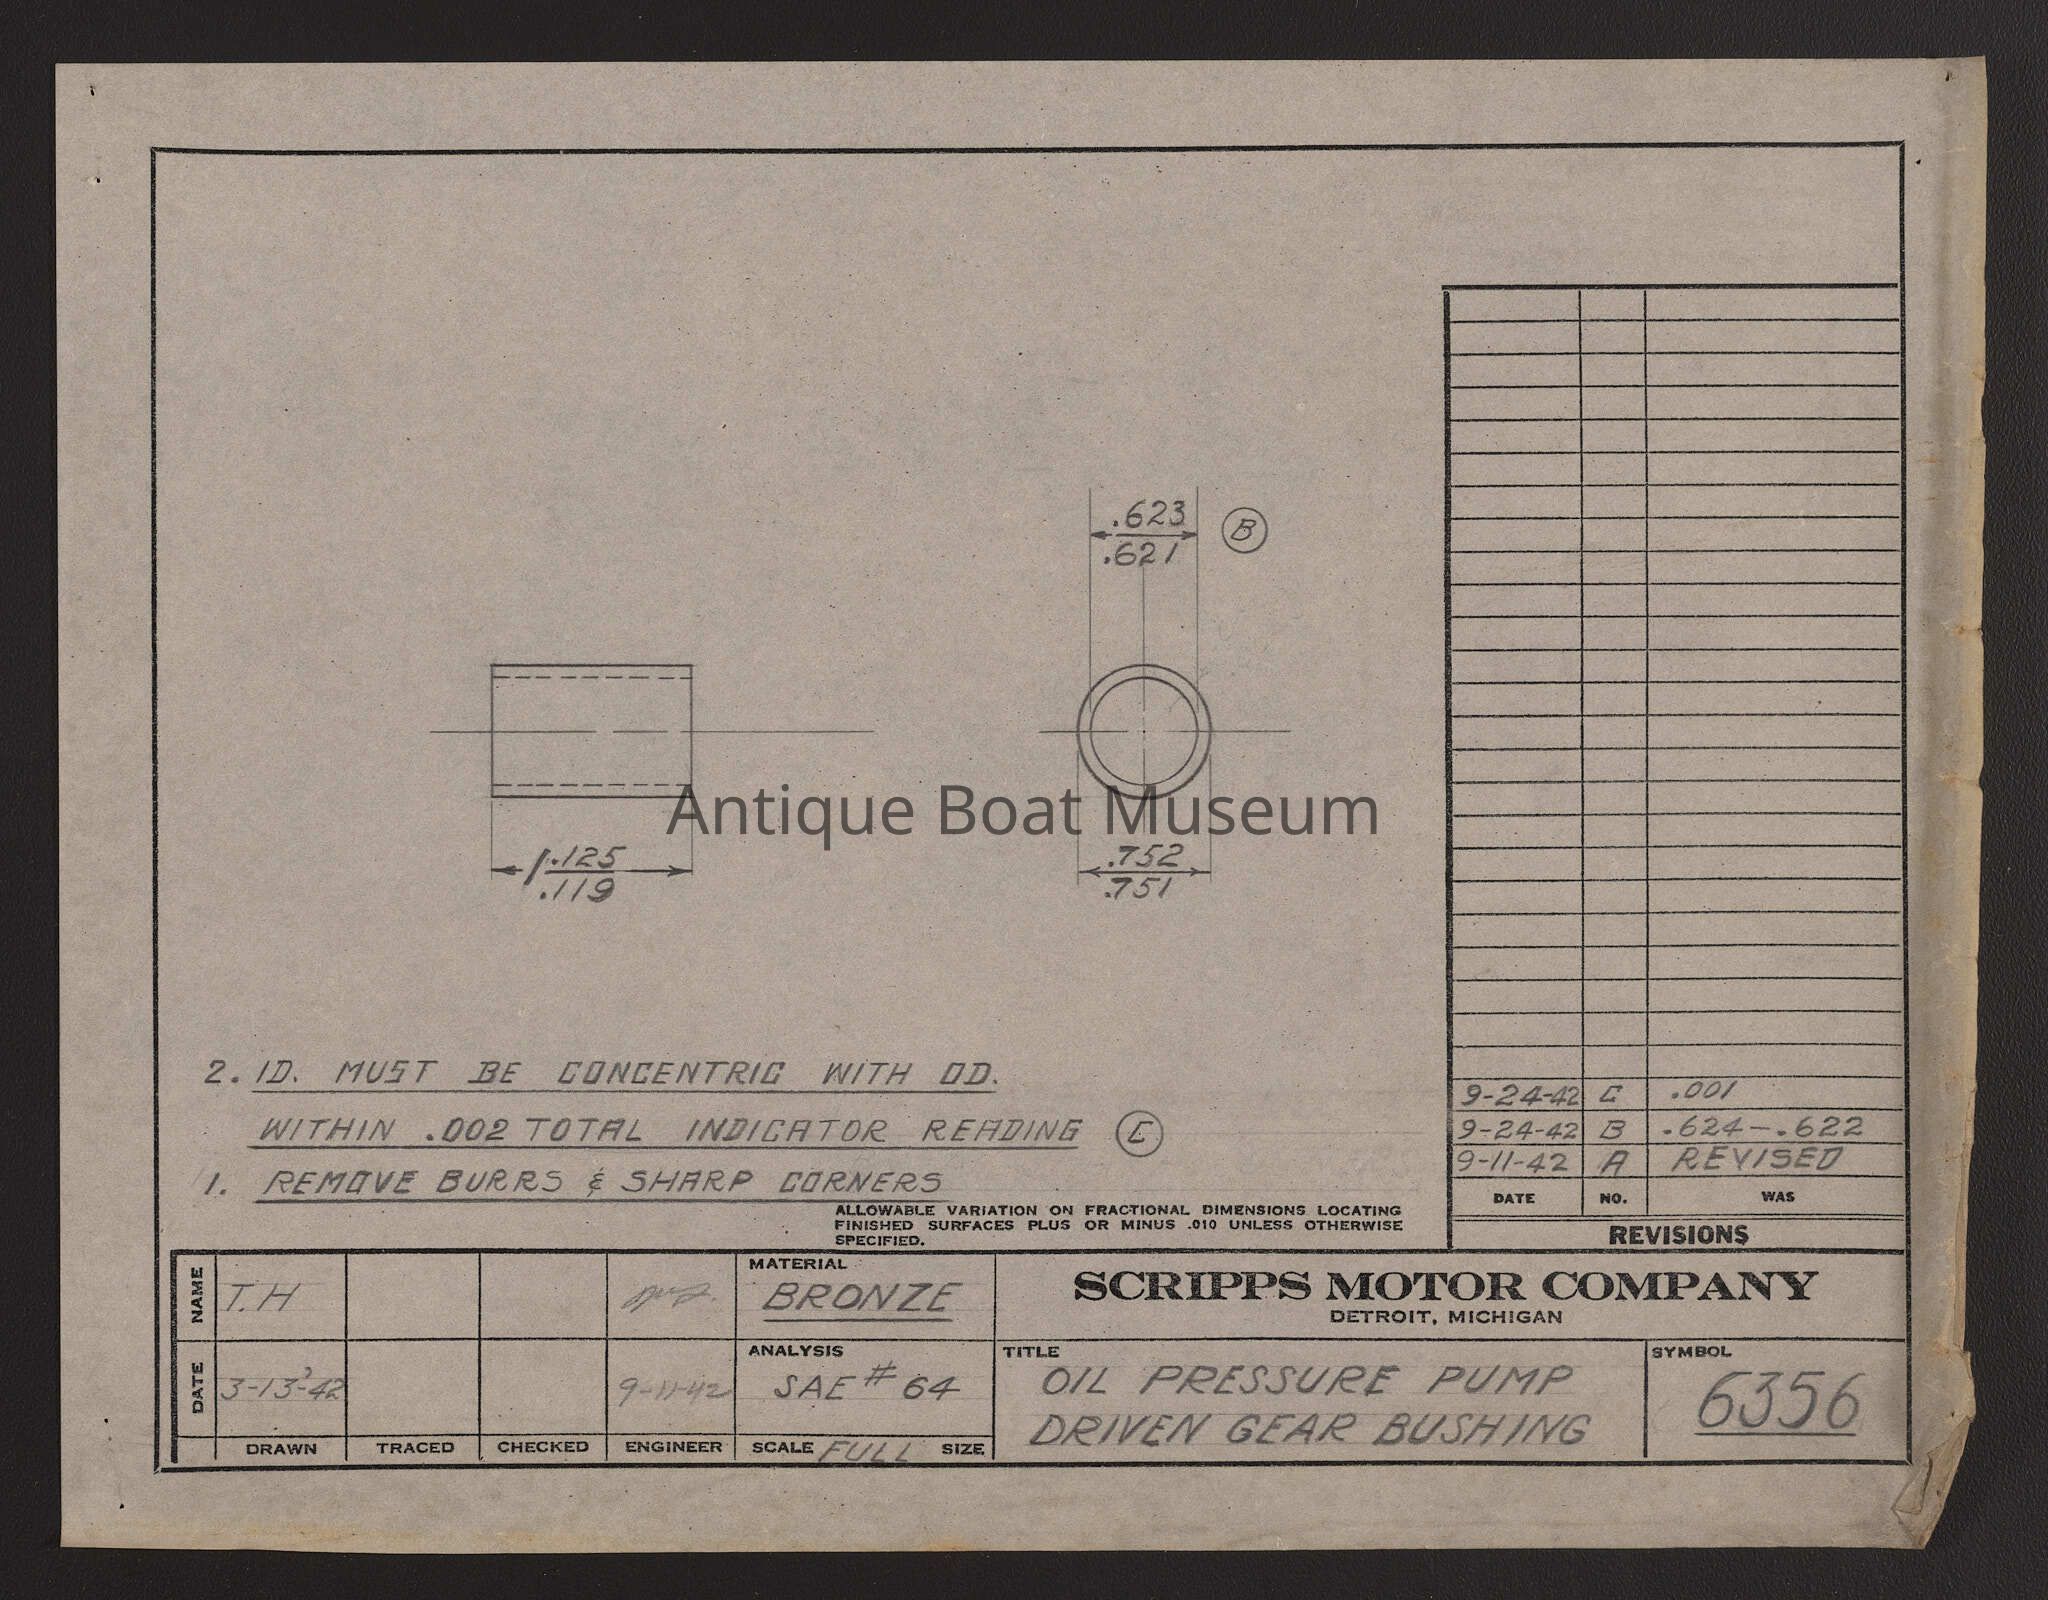 .623
.621
B
Antique Boat Museum
1.125
.119
.752
.751
2. ID. MUST BE CONCENTRIC WITH OD.
WITHIN .002 TOTAL INDICATOR READING C
1. REMOVE BURRS & SHARP CORNERS
ALLOWABLE VARIATION ON FRACTIONAL DIMENSIONS LOCATING
FINISHED SURFACES PLUS OR MINUS .010 UNLESS OTHERWISE
SPECIFIED.
9-24-42 C .001
9-24-42 B .624-.622
9-11-42 A REVISED
DATE NO. WAS
REVISIONS
NAME T.H
DATE 3-13-42 9-11-42
DRAWN TRACED CHECKED ENGINEER
MATERIAL
BRONZE
ANALYSIS
SAE # 64
SCALE FULL SIZE
SCRIPPS MOTOR COMPANY
DETROIT, MICHIGAN
TITLE
OIL PRESSURE PUMP
DRIVEN GEAR BUSHING
SYMBOL
6356